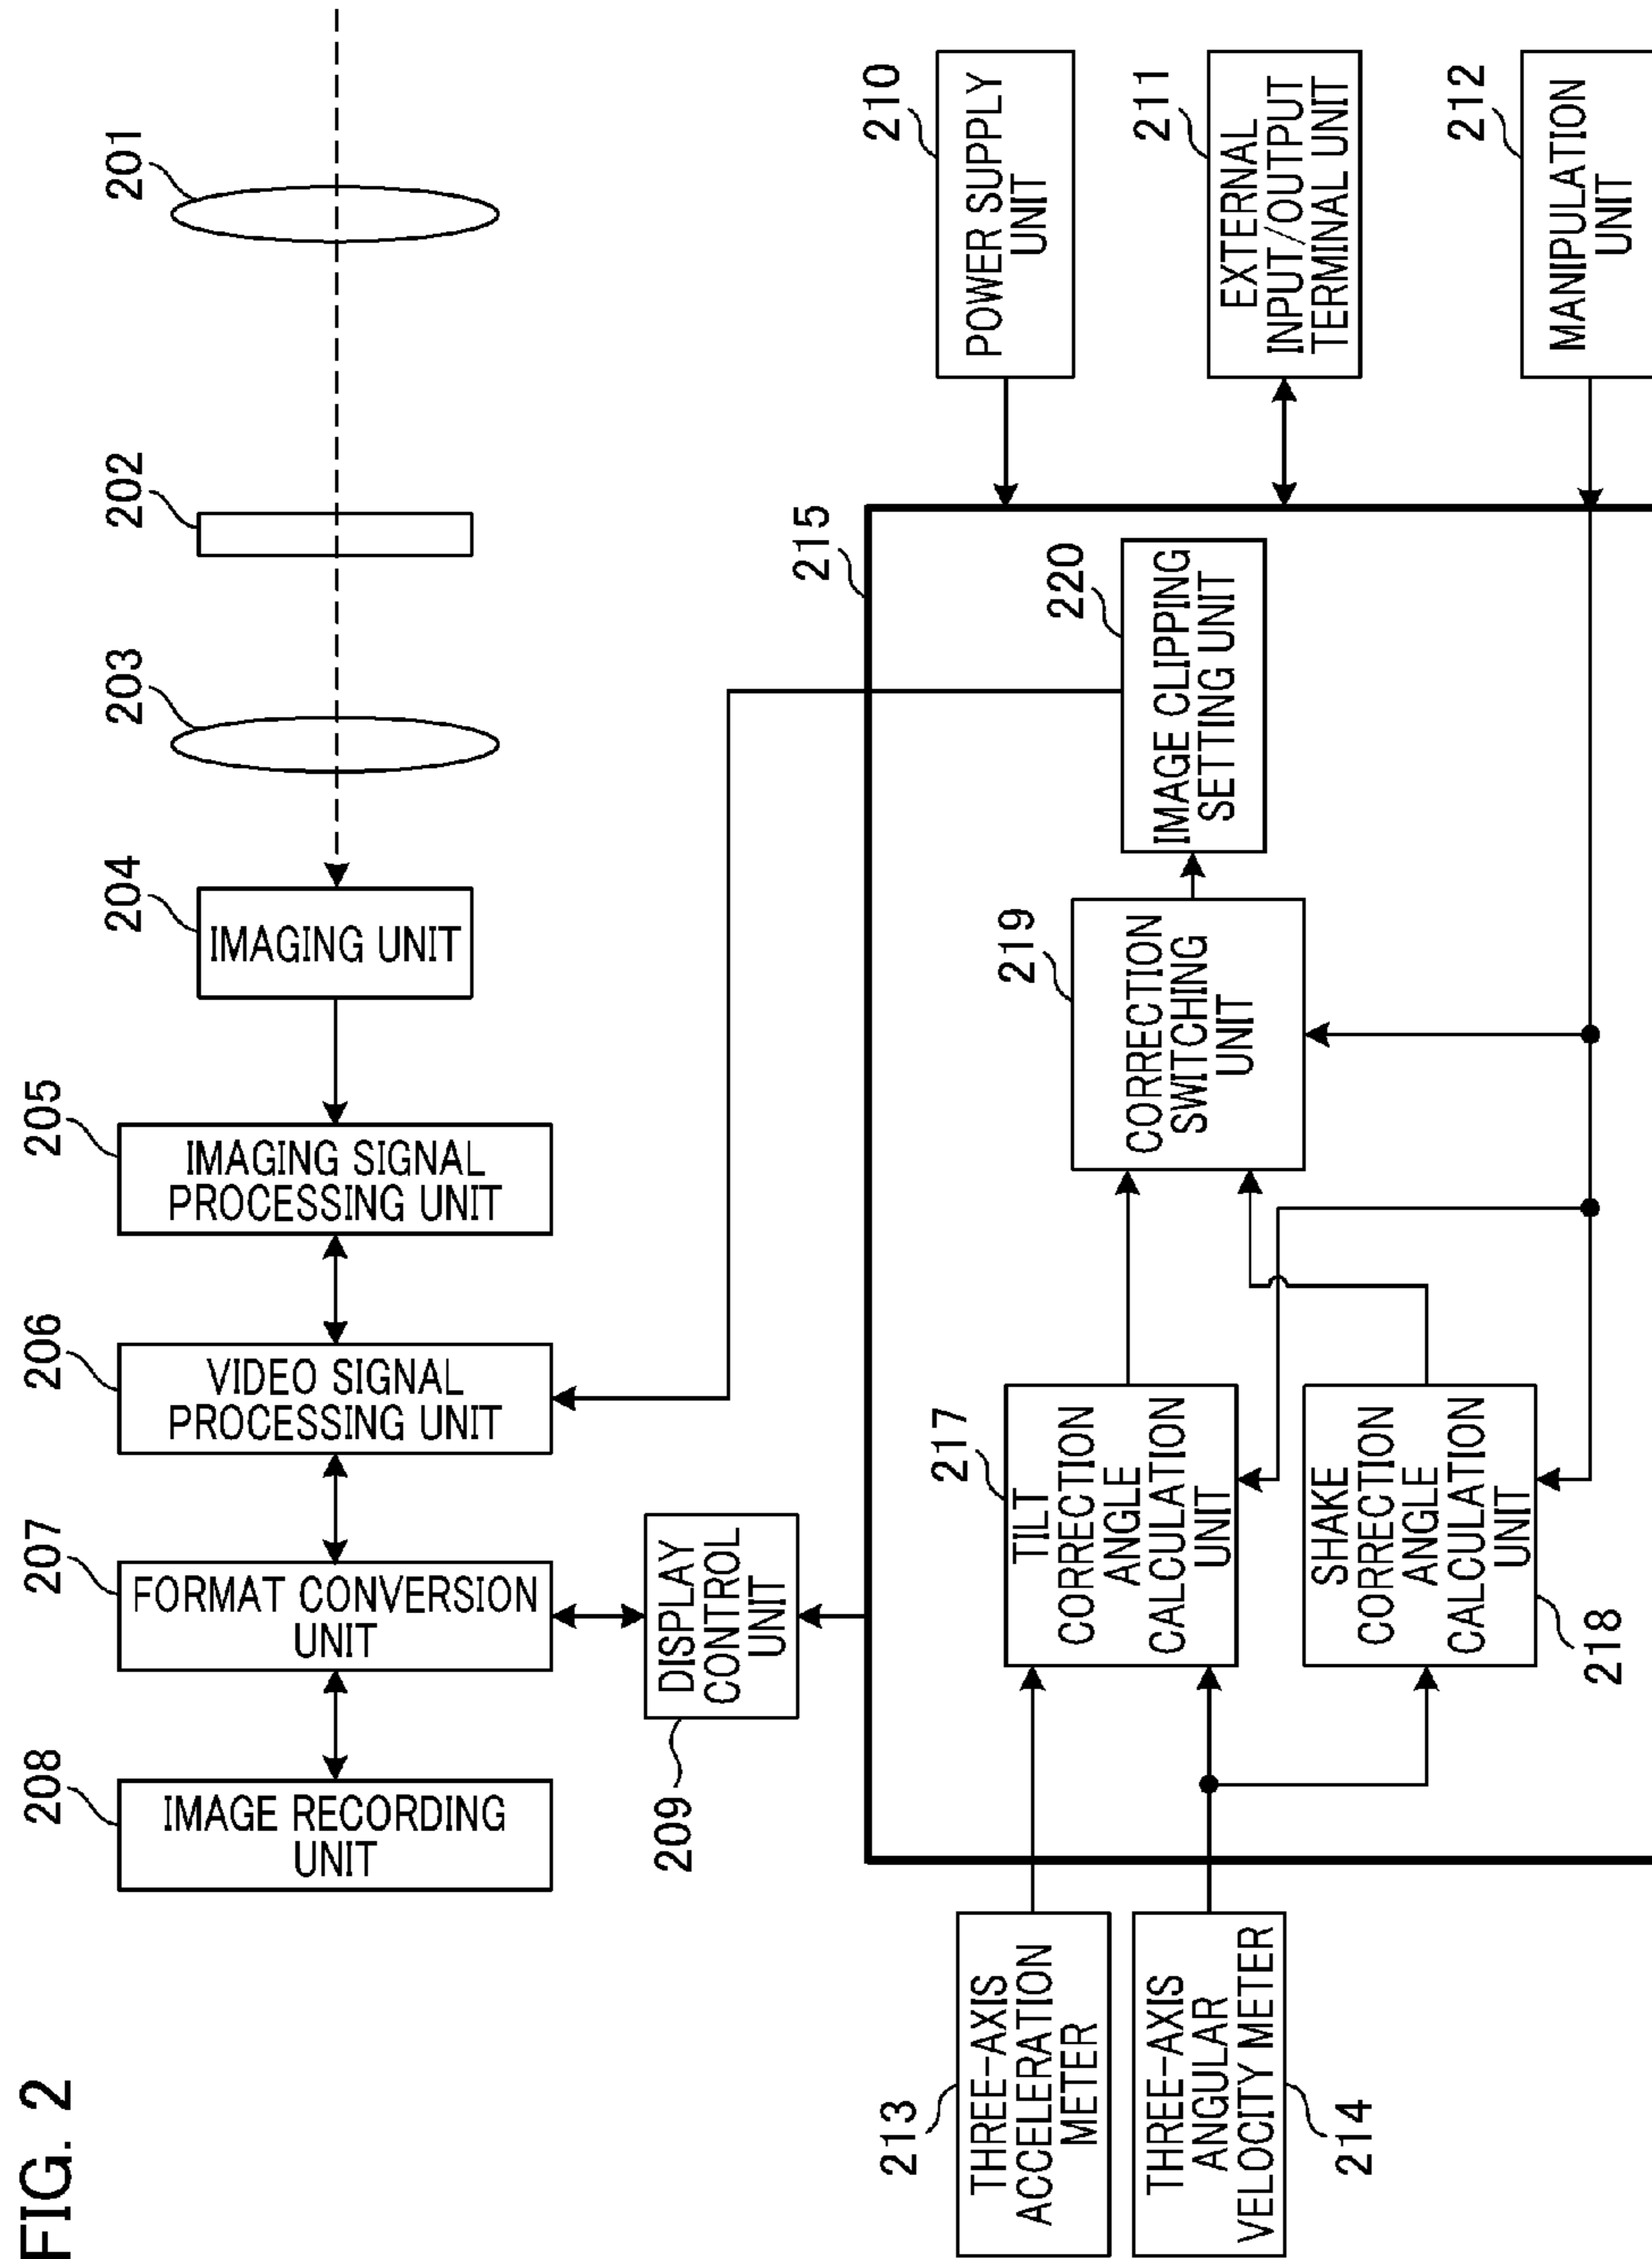 FIG. 2
208
IMAGE RECORDING
UNIT
207
FORMAT CONVERSION
UNIT
206
VIDEO SIGNAL
PROCESSING UNIT
205
IMAGING SIGNAL
PROCESSING UNIT
204
IMAGING UNIT
203
202
201
209
DISPLAY
CONTROL
UNIT
215
210
POWER SUPPLY
UNIT
211
EXTERNAL
INPUT/OUTPUT
TERMINAL UNIT
212
MANIPULATION
UNIT
213
THREE-AXIS
ACCELERATION
METER
THREE-AXIS
ANGULAR
VELOCITY METER
214
217
TILT
CORRECTION
ANGLE
CALCULATION
UNIT
SHAKE
CORRECTION
ANGLE
CALCULATION
UNIT
218
219
CORRECTION
SWITCHING
UNIT
220
IMAGE CLIPPING
SETTING UNIT